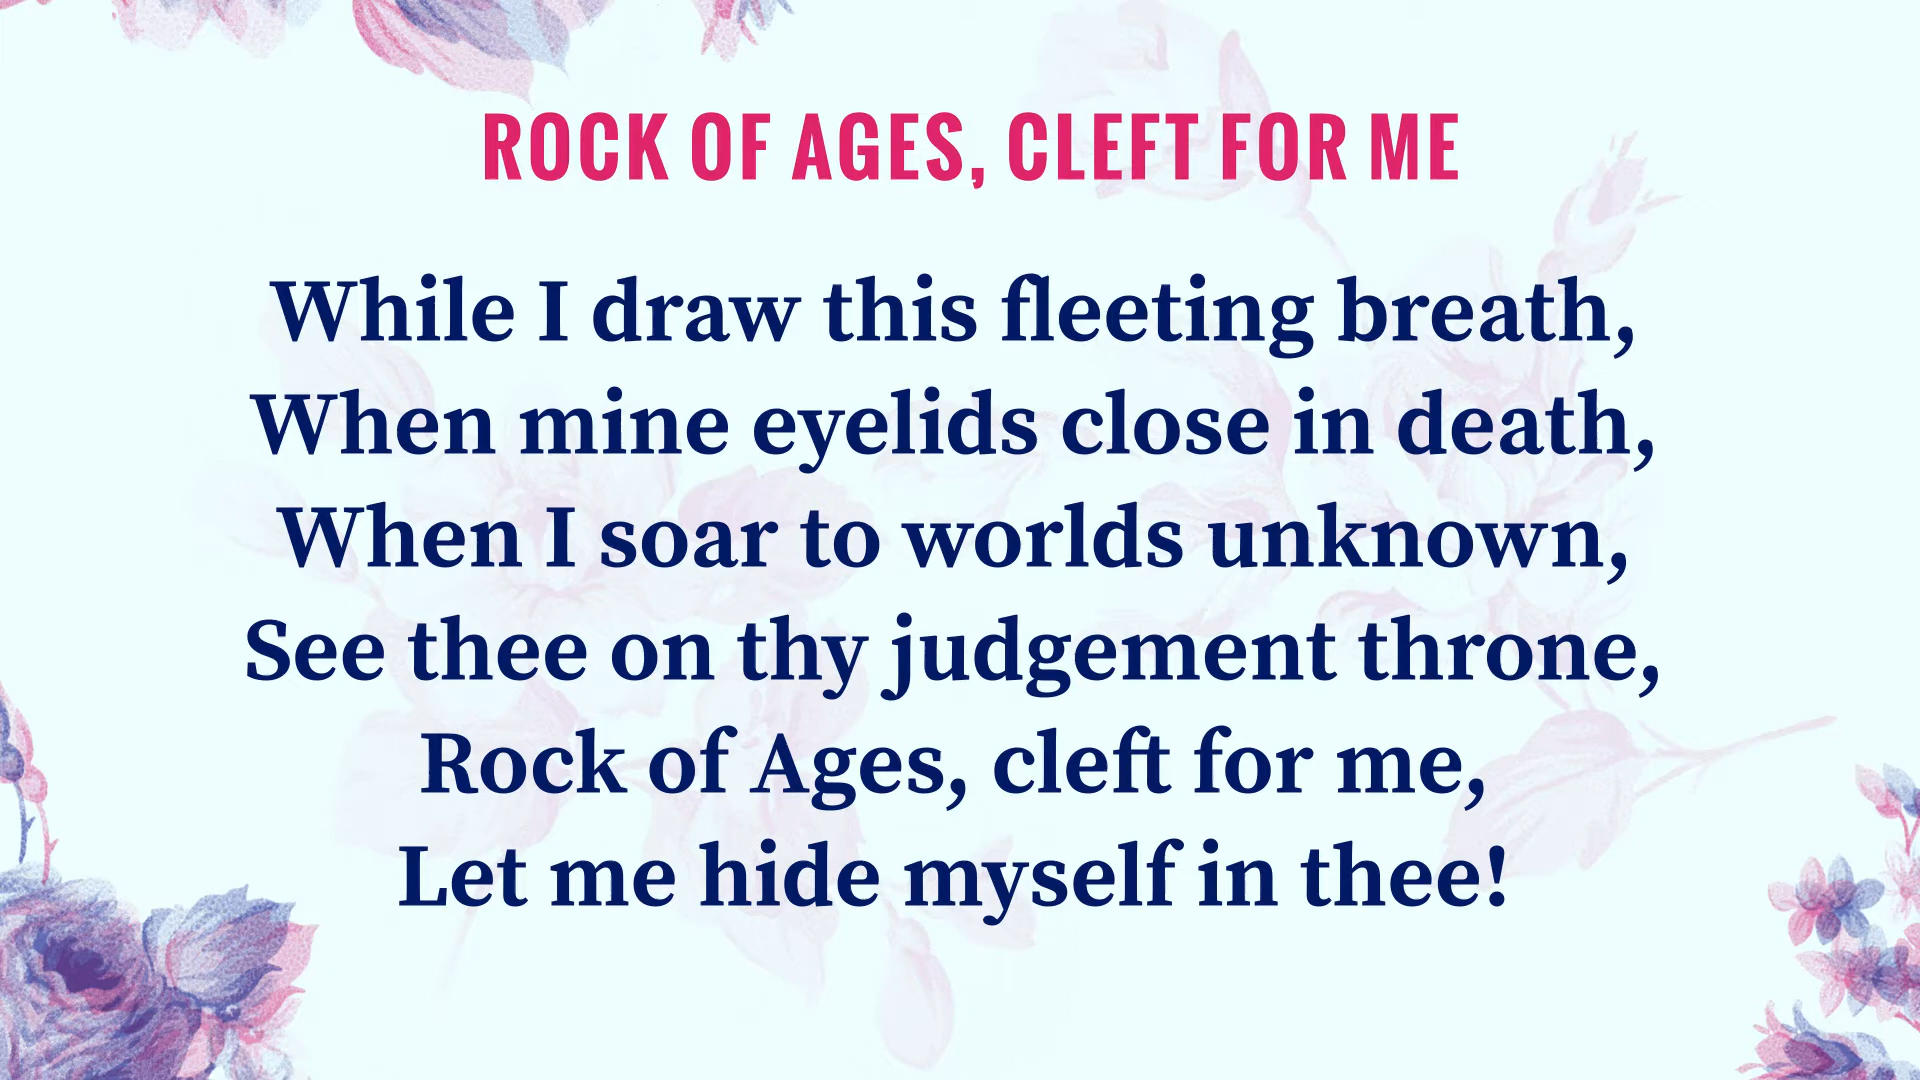 ROCK OF AGES, CLEFT FOR ME
While I draw this fleeting breath,
When mine eyelids close in death,
When I soar to worlds unknown,
See thee on thy judgement throne,
Rock of Ages, cleft for me,
Let me hide myself in thee!